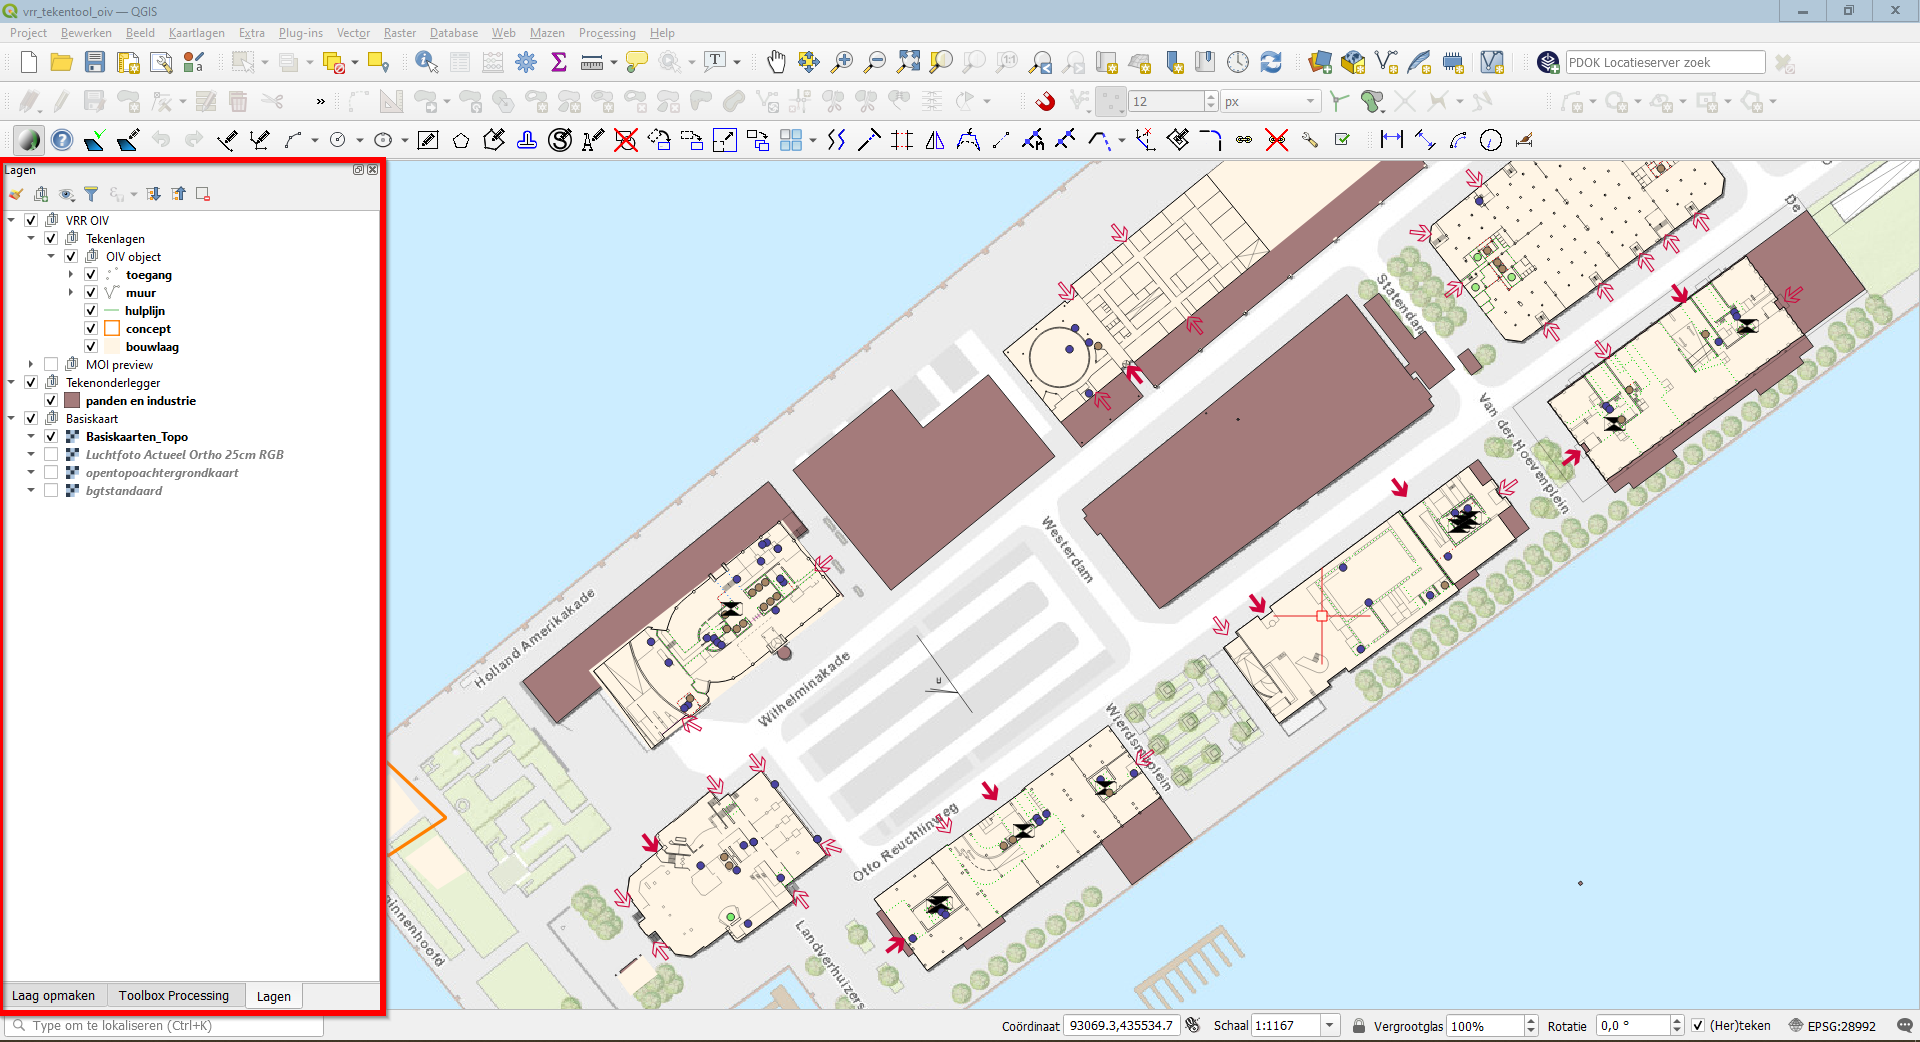 vrr_tekentool_oiv — QGIS
Project Bewerken Beeld Kaartlagen Extra Plug-ins Vector Raster Database Web Mazen Processing Help
PDOK Locatieserver zoek
12 px
Lagen
VRR OIV
Tekenlagen
OIV object
toegang
muur
hulplijn
concept
bouwlaag
MOI preview
Tekenonderlegger
panden en industrie
Basiskaart
Basiskaarten_Topo
Luchtfoto Actueel Ortho 25cm RGB
opentopoachtergrondkaart
bgtstandaard
De
Statendam
Van der Hoevenplein
Westerdam
Holland Amerikakade
Wilhelminakade
Wierdsmaplein
Otto Reuchlinweg
Landverhuizers
Binnenhoofd
Laag opmaken Toolbox Processing Lagen
Type om te lokaliseren (Ctrl+K)
Coördinaat 93069.3,435534.7 Schaal 1:1167 Vergrootglas 100% Rotatie 0,0 ° (Her)teken EPSG:28992